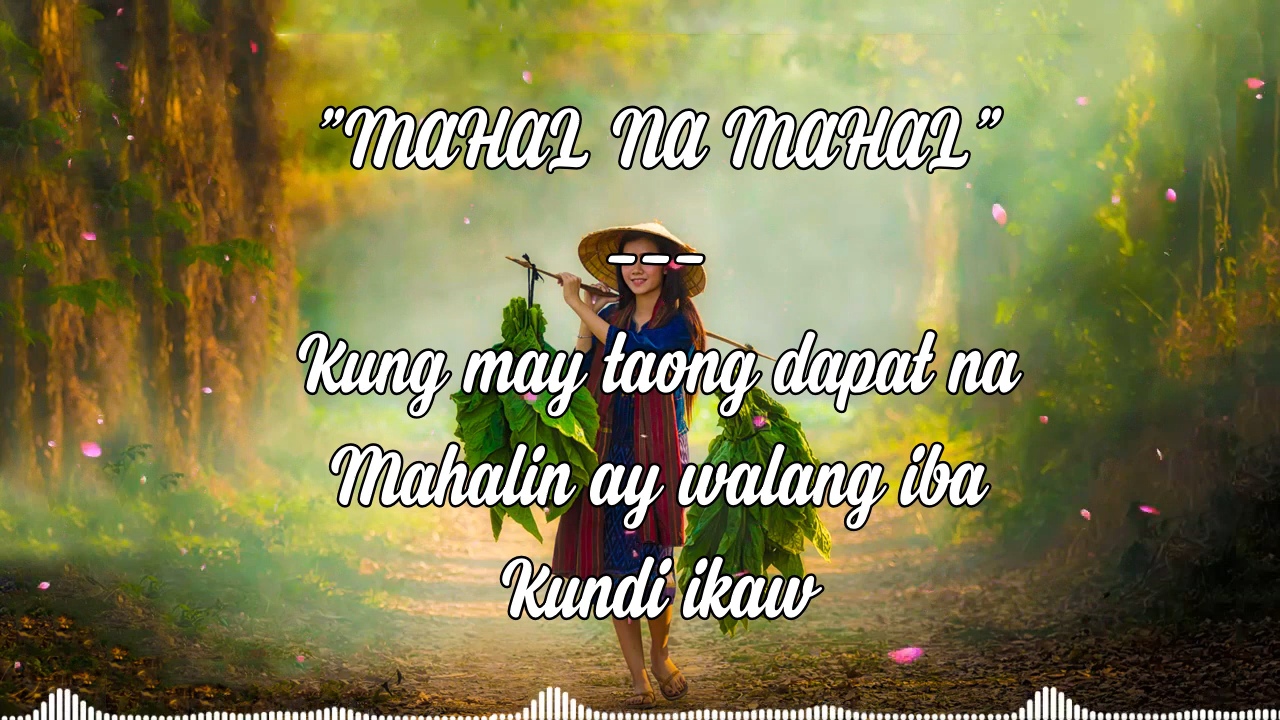 "MAHAL NA MAHAL"
---
Kung may taong dapat na
Mahalin ay walang iba
Kundi ikaw